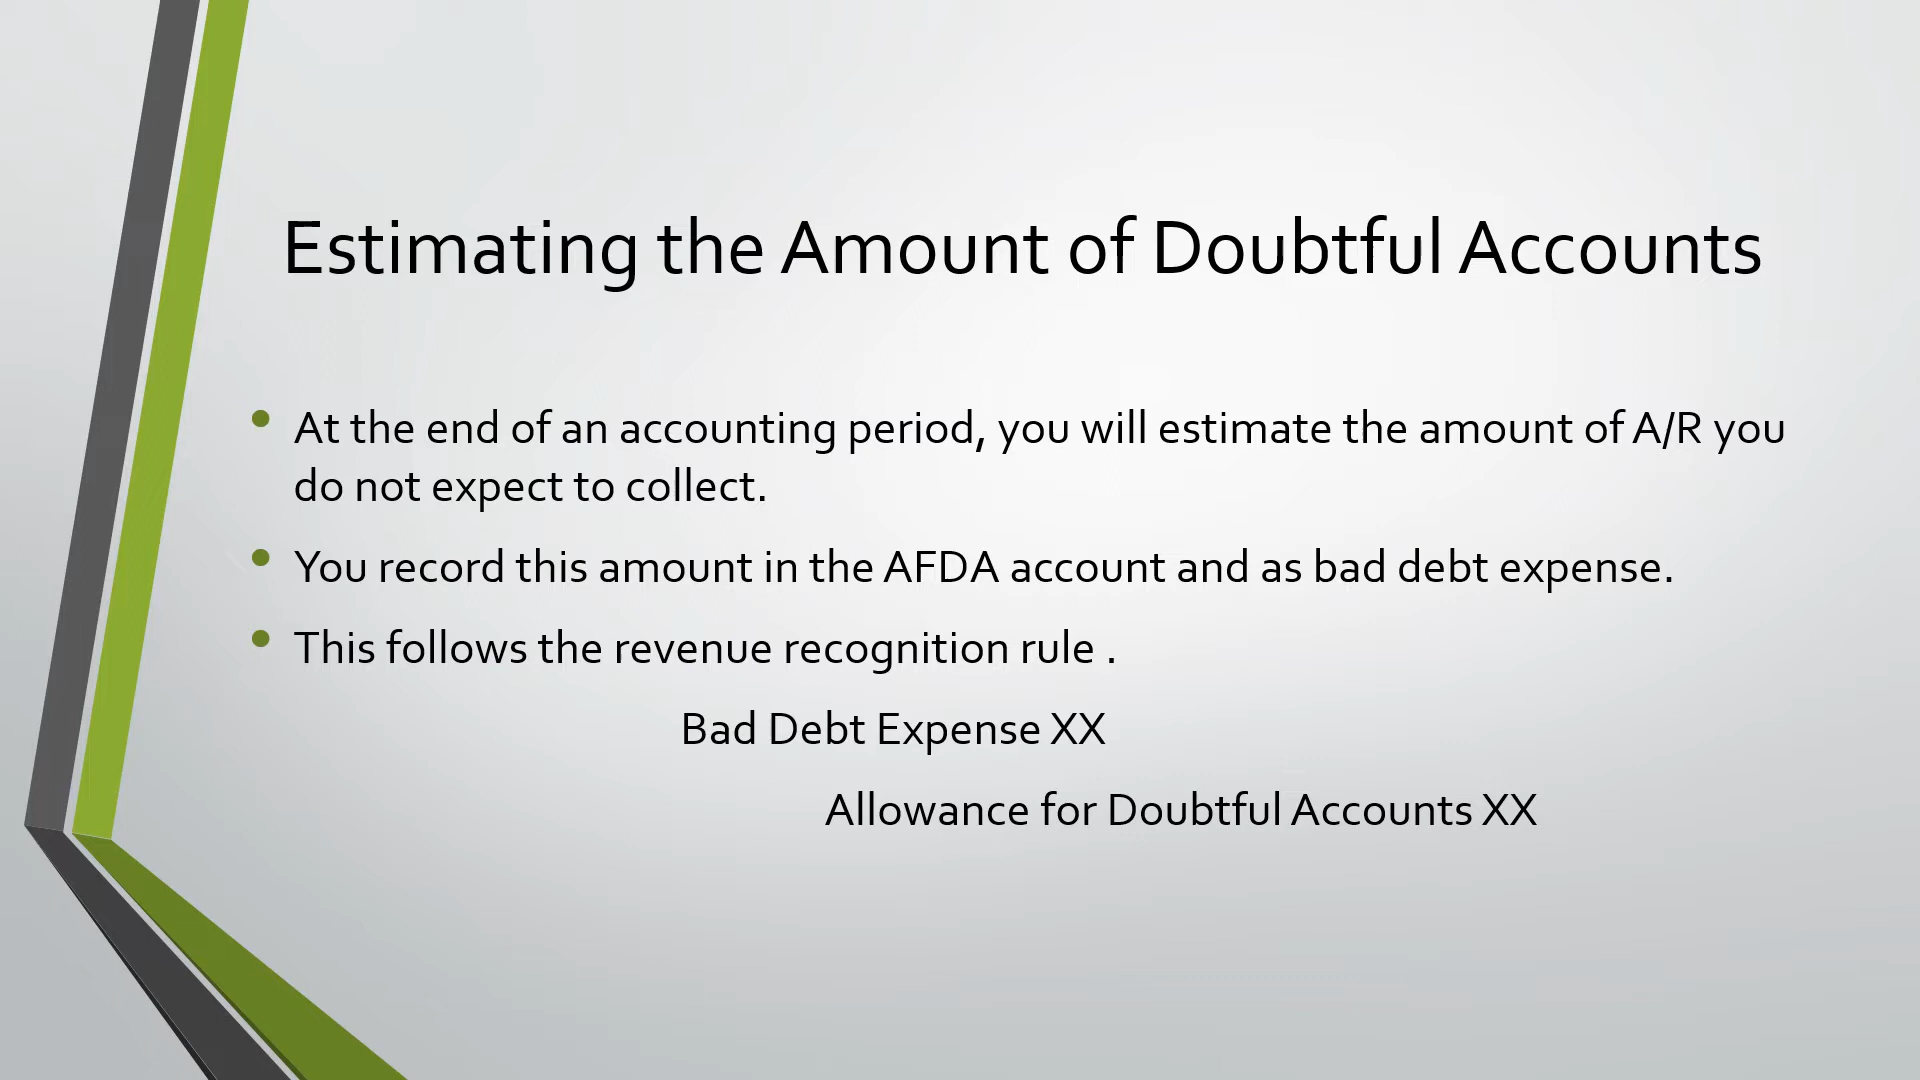 Estimating the Amount of Doubtful Accounts
• At the end of an accounting period, you will estimate the amount of A/R you
do not expect to collect.
• You record this amount in the AFDA account and as bad debt expense.
• This follows the revenue recognition rule .
Bad Debt Expense XX
Allowance for Doubtful Accounts XX